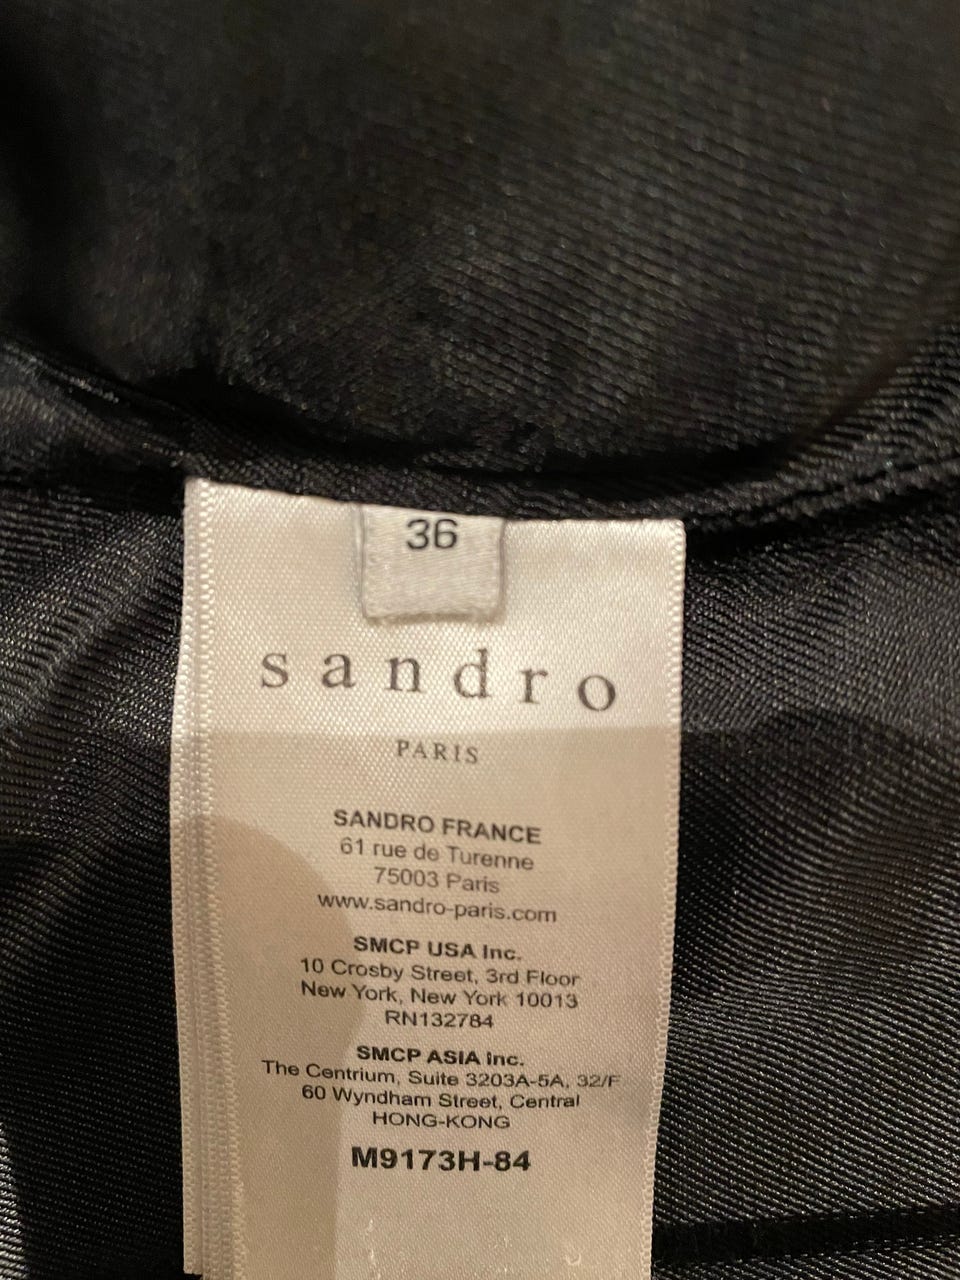 36
sandro
PARIS
SANDRO FRANCE
61 rue de Turenne
75003 Paris
www.sandro-paris.com
SMCP USA Inc.
10 Crosby Street, 3rd Floor
New York, New York 10013
RN132784
SMCP ASIA Inc.
The Centrium, Suite 3203A-5A, 32/F
60 Wyndham Street, Central
HONG-KONG
M9173H-84